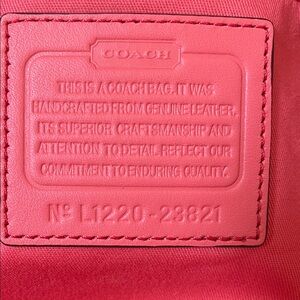 COACH
THIS IS A COACH BAG. IT WAS
HANDCRAFTED FROM GENUINE LEATHER.
ITS SUPERIOR CRAFTSMANSHIP AND
ATTENTION TO DETAIL REFLECT OUR
COMMITMENT TO ENDURING QUALITY.
Nº L1220-23821